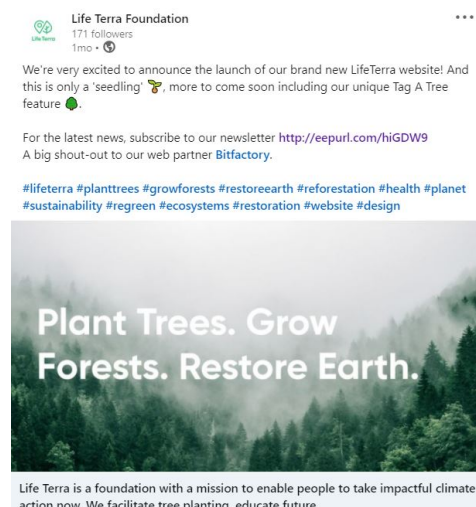 Life Terra Foundation
171 followers
1mo •
Life Terra
We're very excited to announce the launch of our brand new LifeTerra website! And
this is only a 'seedling' 🌱, more to come soon including our unique Tag A Tree
feature 🌳.
For the latest news, subscribe to our newsletter http://eepurl.com/hiGDW9
A big shout-out to our web partner Bitfactory.
#lifeterra #planttrees #growforests #restoreearth #reforestation #health #planet
#sustainability #regreen #ecosystems #restoration #website #design
Plant Trees. Grow
Forests. Restore Earth.
Life Terra is a foundation with a mission to enable people to take impactful climate
action now. We facilitate tree planting, educate future